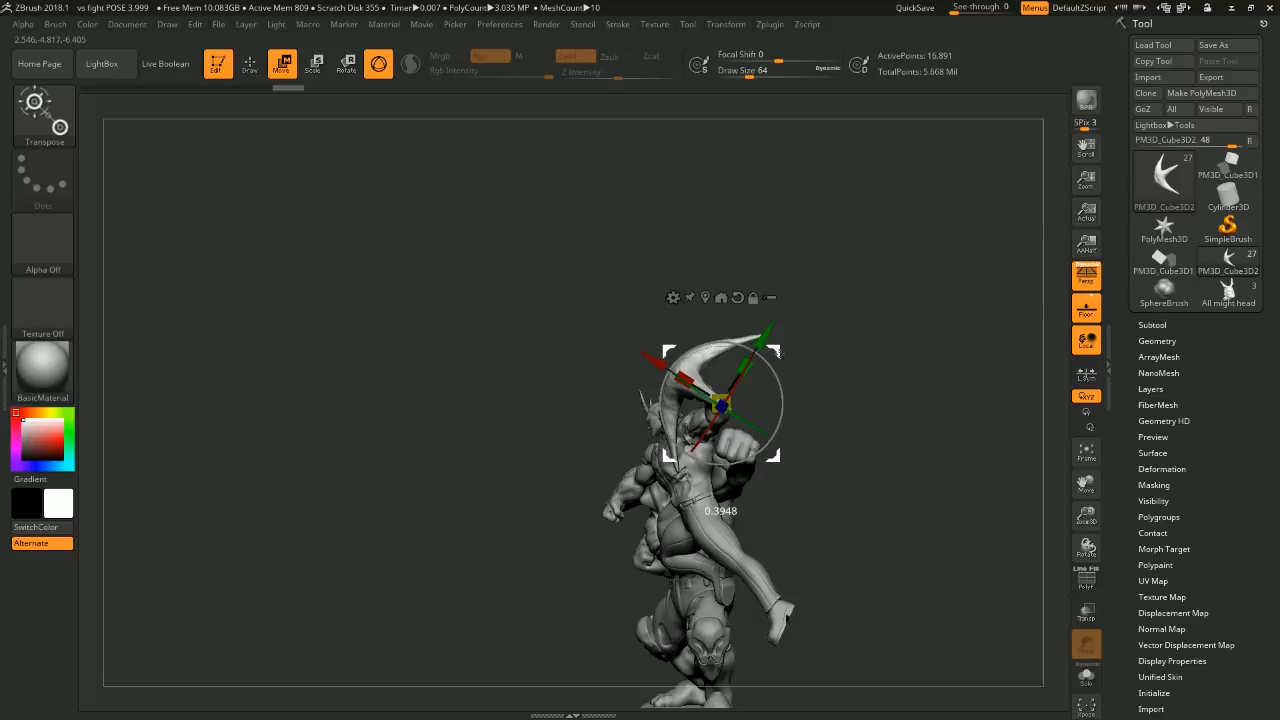 ZBrush 2018.1 vs fight POSE 3.999 • Free Mem 10.083GB • Active Mem 809 • Scratch Disk 355 • Timer▶0.007 • PolyCount▶3.035 MP • MeshCount▶10
QuickSave See-through 0 Menus DefaultZScript
Alpha Brush Color Document Draw Edit File Layer Light Macro Marker Material Movie Picker Preferences Render Stencil Stroke Texture Tool Transform Zplugin Zscript
2.546,-4.817,-6.405
Home Page LightBox Live Boolean
Edit Draw Move Scale Rotate
Mrgb M
Rgb Intensity
Zsub Zcut
Z Intensity
Focal Shift 0
Draw Size 64 Dynamic
ActivePoints: 16,891
TotalPoints: 5.668 Mil
Transpose
Dots
Alpha Off
Texture Off
BasicMaterial
Gradient
SwitchColor
Alternate
0.3948
BPR
SPix 3
Scroll
Zoom
Actual
AAHalf
Dynamic
Persp
Floor
Local
L.Sym
XYZ
Frame
Move
Zoom3D
Rotate
Line Fill
PolyF
Transp
Dynamic
Solo
Xpose
Tool
Load Tool Save As
Copy Tool Paste Tool
Import Export
Clone Make PolyMesh3D
GoZ All Visible R
Lightbox▶Tools
PM3D_Cube3D2: 48 R
27
PM3D_Cube3D2 PM3D_Cube3D1
Cylinder3D
PolyMesh3D SimpleBrush
27
PM3D_Cube3D1 PM3D_Cube3D2
3
SphereBrush All might head
Subtool
Geometry
ArrayMesh
NanoMesh
Layers
FiberMesh
Geometry HD
Preview
Surface
Deformation
Masking
Visibility
Polygroups
Contact
Morph Target
Polypaint
UV Map
Texture Map
Displacement Map
Normal Map
Vector Displacement Map
Display Properties
Unified Skin
Initialize
Import